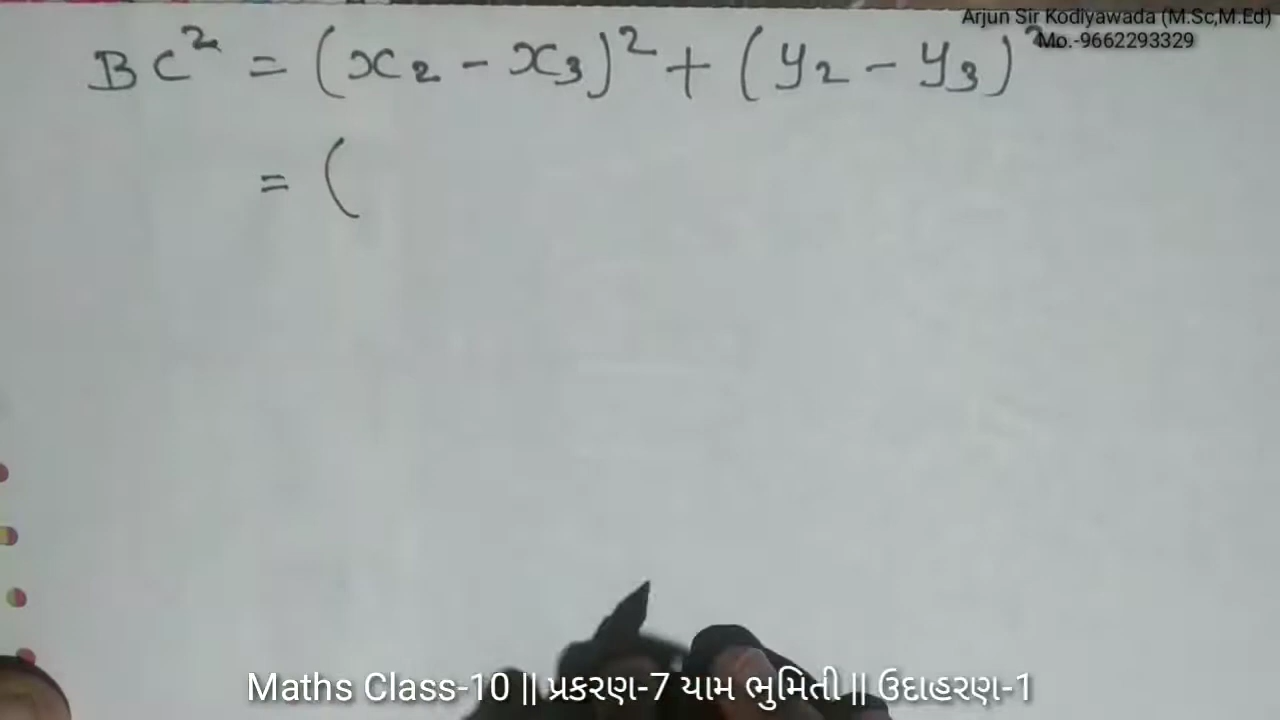 Arjun Sir Kodiyawada (M.Sc,M.Ed)
Mo.-9662293329
BC² = (x₂ - x₃)² + (y₂ - y₃)²
= (
Maths Class-10 || પ્રકરણ-7 યામ ભુમિતી || ઉદાહરણ-1